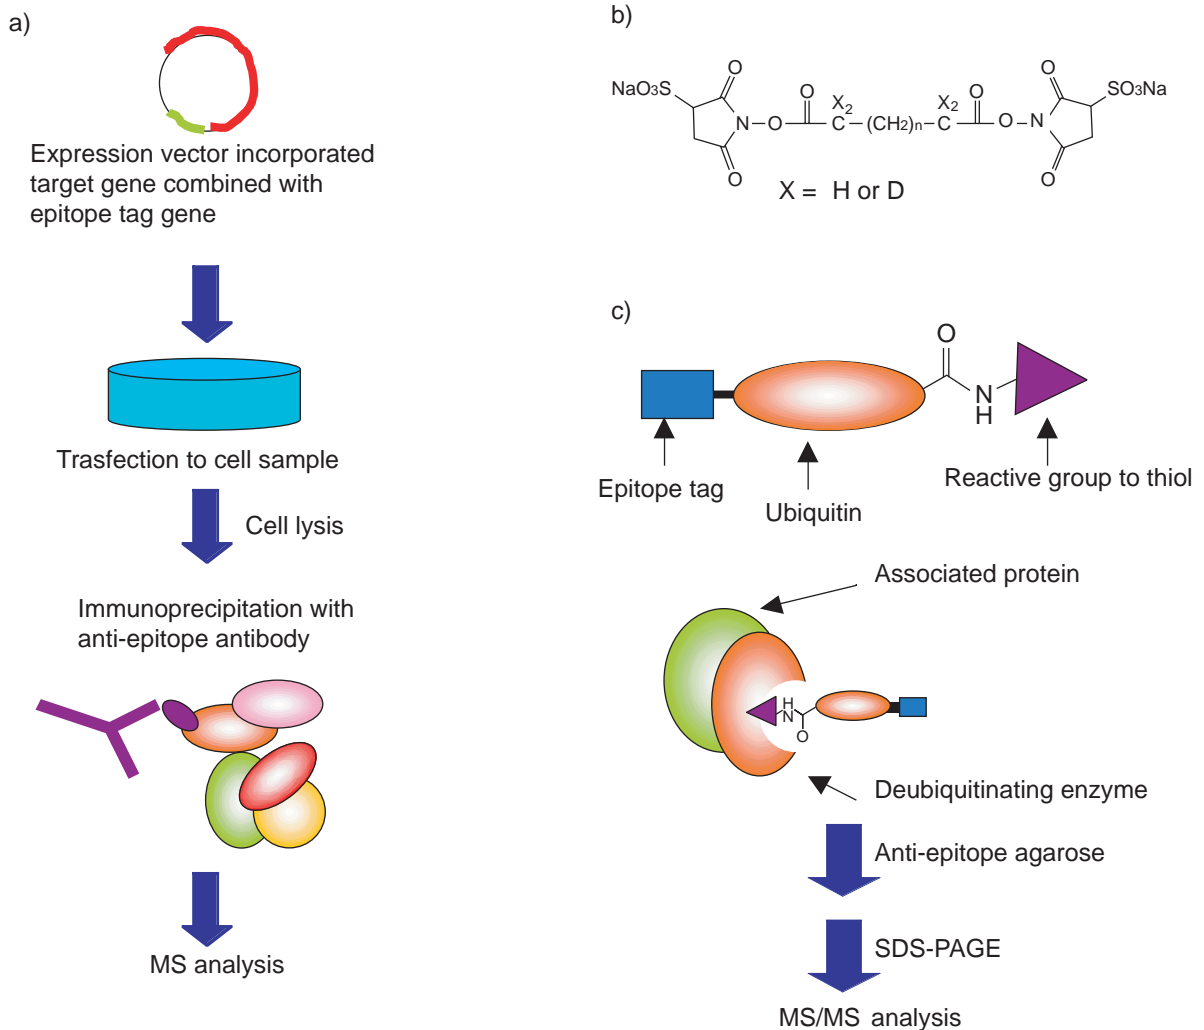 a)
Expression vector incorporated
target gene combined with
epitope tag gene
Trasfection to cell sample
Cell lysis
Immunoprecipitation with
anti-epitope antibody
MS analysis
b)
O O X2 X2 O O
NaO3S SO3Na
N O C C (CH2)n C C O N
O O
X = H or D
c)
O
N
H
Epitope tag
Ubiquitin
Reactive group to thiol
Associated protein
H
N
O
Deubiquitinating enzyme
Anti-epitope agarose
SDS-PAGE
MS/MS analysis